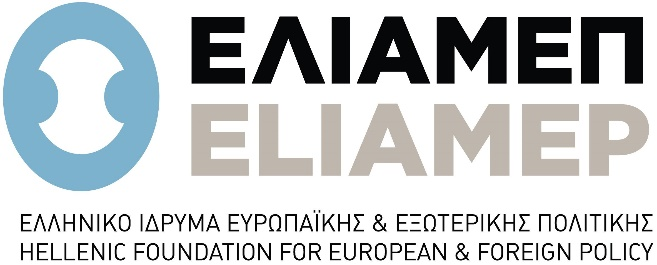 ΕΛΙΑΜΕΠ
ELIAMEP
ΕΛΛΗΝΙΚΟ ΙΔΡΥΜΑ ΕΥΡΩΠΑΪΚΗΣ & ΕΞΩΤΕΡΙΚΗΣ ΠΟΛΙΤΙΚΗΣ
HELLENIC FOUNDATION FOR EUROPEAN & FOREIGN POLICY